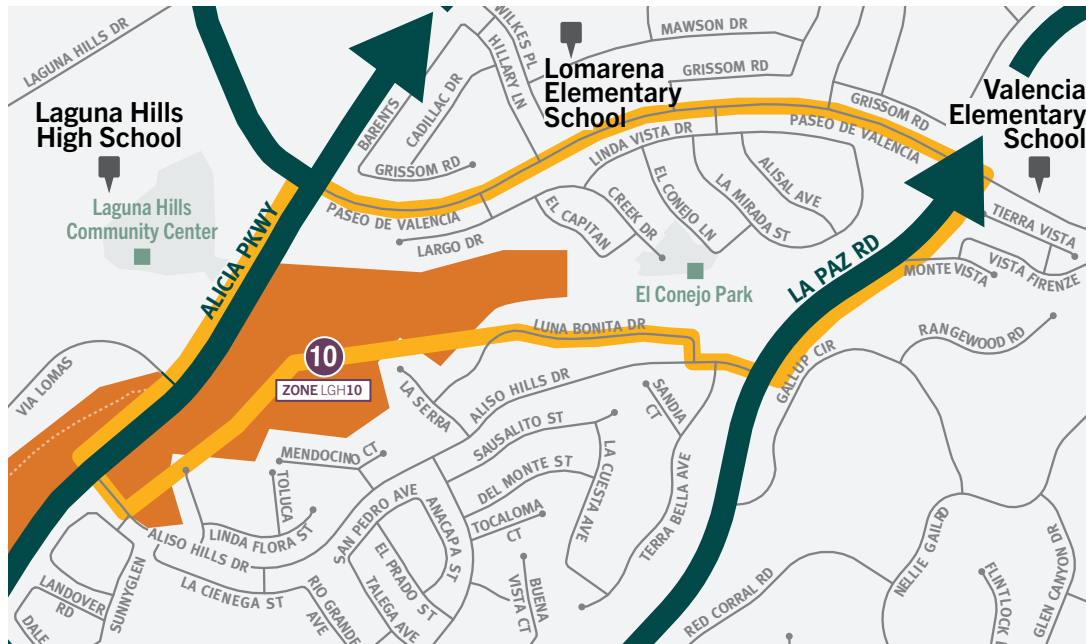 LAGUNA HILLS DR
WILKES PL
HILLARY LN
MAWSON DR
GRISSOM RD
Lomarena
Elementary
School
BARENTS
CADILLAC DR
GRISSOM RD
Laguna Hills
High School
GRISSOM RD
PASEO DE VALENCIA
Valencia
Elementary
School
LINDA VISTA DR
Laguna Hills
Community Center
ALICIA PKWY
PASEO DE VALENCIA
LARGO DR
EL CAPITAN
CREEK DR
EL CONEJO LN
LA MIRADA ST
ALISAL AVE
El Conejo Park
LA PAZ RD
TIERRA VISTA
VISTA FIRENZE
MONTE VISTA
RANGEWOOD RD
GALLUP CIR
LUNA BONITA DR
10
ZONE LGH10
VIA LOMAS
LA SERRA
ALISO HILLS DR
SANDIA
CT
SAUSALITO ST
MENDOCINO CT
DEL MONTE ST
LA CUESTA AVE
TERRA BELLA AVE
TOLUCA
LINDA FLORA ST
SAN PEDRO AVE
ANACAPA ST
TOCALOMA
CT
ALISO HILLS DR
LA CIENEGA ST
EL PRADO ST
TALEGA AVE
RIO GRANDE
AVE
BUENA
VISTA CT
SUNNYGLEN
LANDOVER
RD
DALE
RED CORRAL RD
NELLIE GAIL RD
FLINTLOCK
GLEN CANYON DR